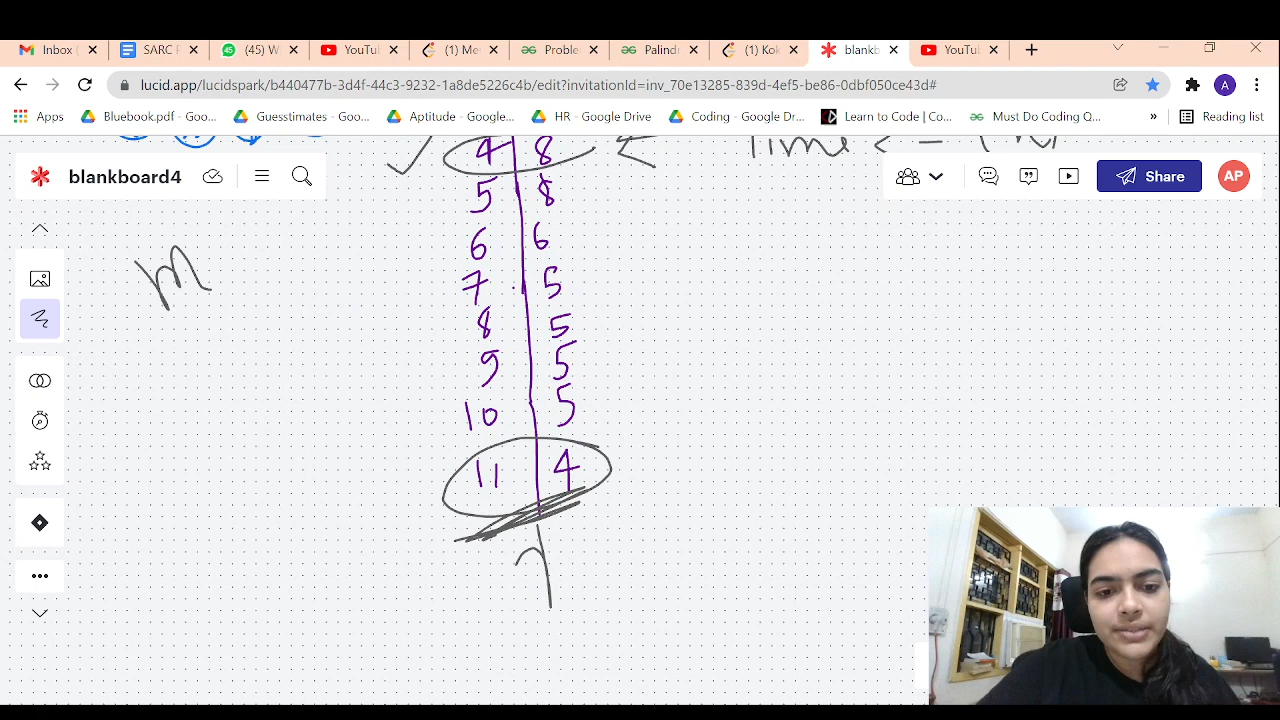 Inbox (
SARC F
(45) W
YouTu
(1) Me
Proble
Palindr
(1) Kok
blankb
YouTu
lucid.app/lucidspark/b440477b-3d4f-44c3-9232-1a8de5226c4b/edit?invitationId=inv_70e13285-839d-4ef5-be86-0dbf050ce43d#
A
Apps
Bluebook.pdf - Goo...
Guesstimates - Goo...
Aptitude - Google...
HR - Google Drive
Coding - Google Dr...
Learn to Code | Co...
Must Do Coding Q...
»
Reading list
4 8
Time < =
blankboard4
Share
AP
5 8
6 6
m
7 5
8 5
9 5
10 5
11 4